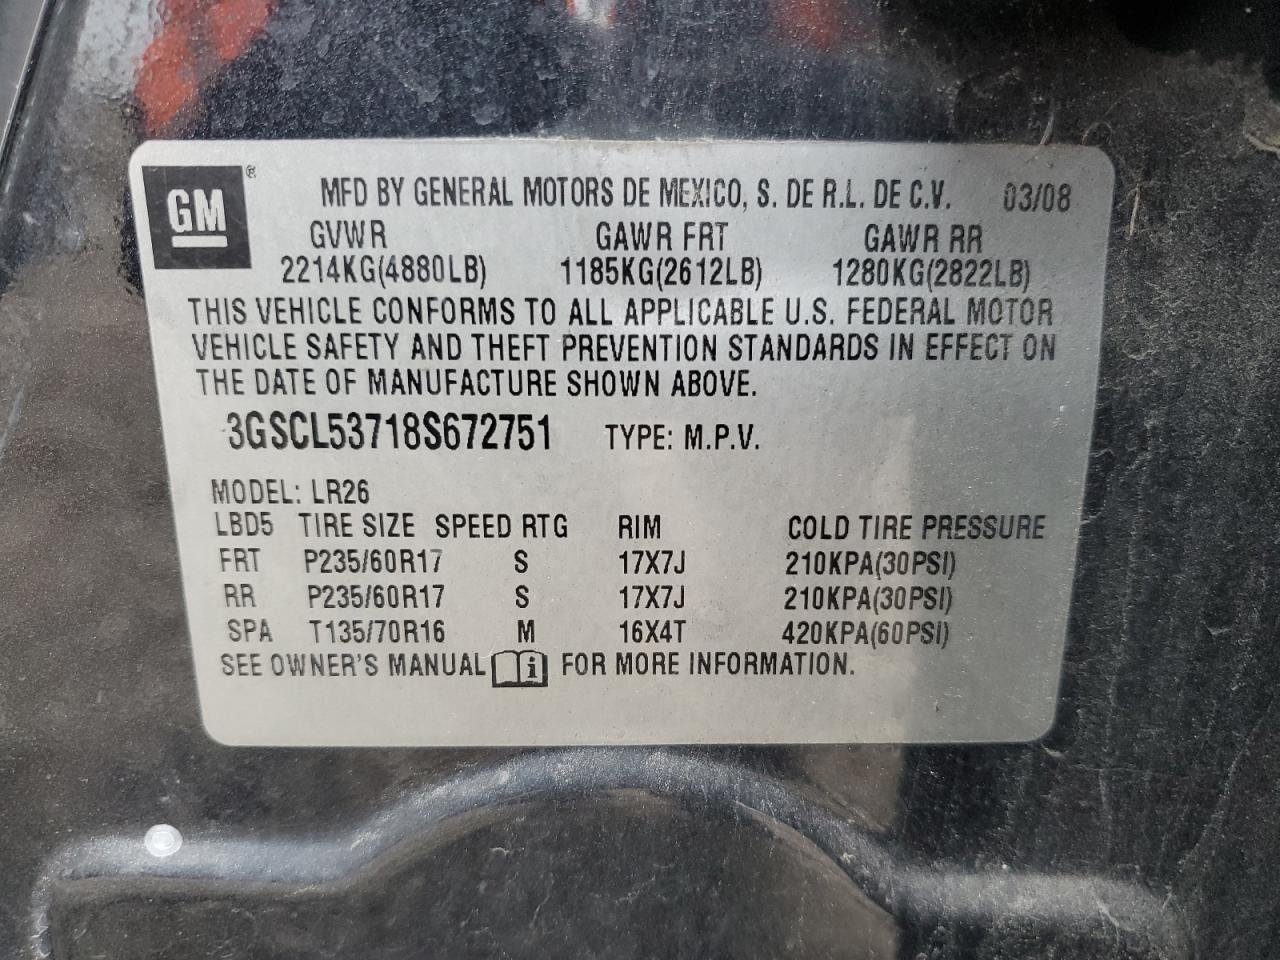 GM ®
MFD BY GENERAL MOTORS DE MEXICO, S. DE R.L. DE C.V. 03/08
GVWR GAWR FRT GAWR RR
2214KG(4880LB) 1185KG(2612LB) 1280KG(2822LB)
THIS VEHICLE CONFORMS TO ALL APPLICABLE U.S. FEDERAL MOTOR
VEHICLE SAFETY AND THEFT PREVENTION STANDARDS IN EFFECT ON
THE DATE OF MANUFACTURE SHOWN ABOVE.
3GSCL53718S672751 TYPE: M.P.V.
MODEL: LR26
LBD5 TIRE SIZE SPEED RTG RIM COLD TIRE PRESSURE
FRT P235/60R17 S 17X7J 210KPA(30PSI)
RR P235/60R17 S 17X7J 210KPA(30PSI)
SPA T135/70R16 M 16X4T 420KPA(60PSI)
SEE OWNER'S MANUAL i FOR MORE INFORMATION.